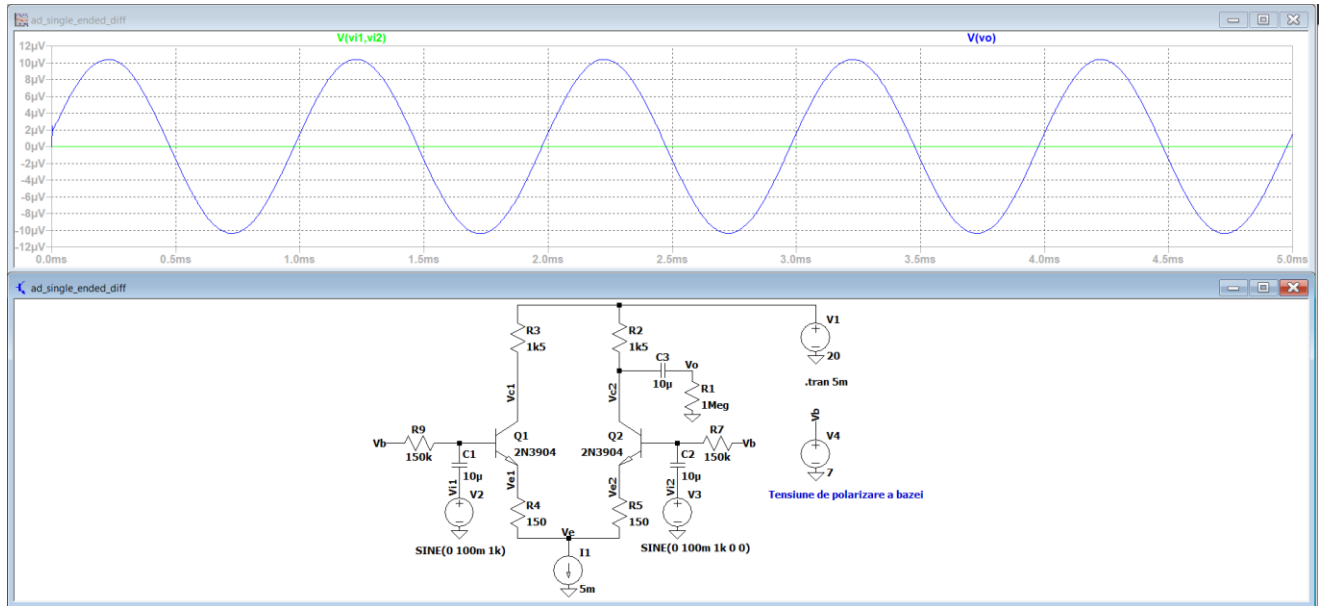 ad_single_ended_diff
V(vi1,vi2)
V(vo)
12µV
10µV
8µV
6µV
4µV
2µV
0µV
-2µV
-4µV
-6µV
-8µV
-10µV
-12µV
0.0ms 0.5ms 1.0ms 1.5ms 2.0ms 2.5ms 3.0ms 3.5ms 4.0ms 4.5ms 5.0ms
ad_single_ended_diff
R3
1k5
R2
1k5
C3
10µ
Vo
R1
1Meg
V1
20
.tran 5m
Vc1
Vc2
Vb
R9
150k
Q1
2N3904
Q2
2N3904
R7
150k
Vb
Vb
V4
7
C1
10µ
Vi1
V2
Ve1
R4
150
Ve2
R5
150
C2
10µ
Vi2
V3
Tensiune de polarizare a bazei
SINE(0 100m 1k)
Ve
I1
5m
SINE(0 100m 1k 0 0)